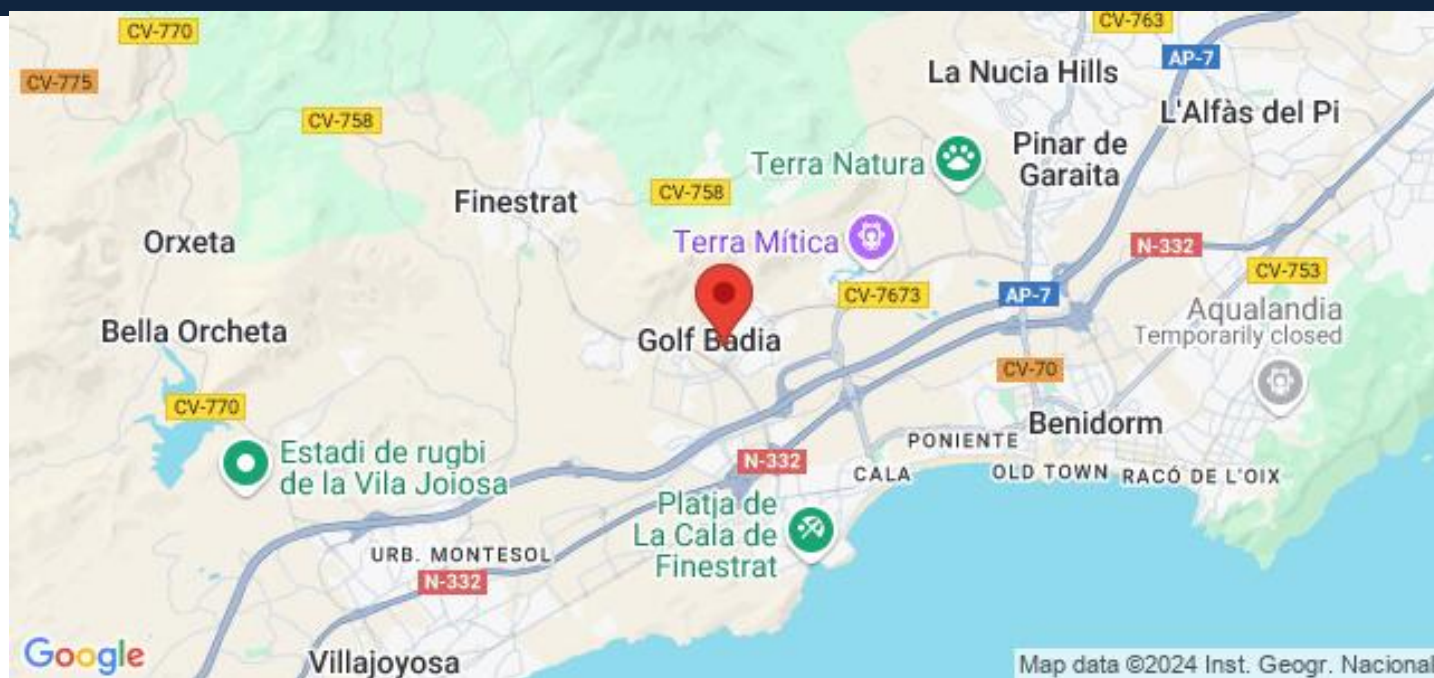 CV-770
CV-763
CV-775
AP-7
La Nucia Hills
L'Alfàs del Pi
CV-758
Pinar de
Garaita
Terra Natura
CV-758
Finestrat
Orxeta
Terra Mítica
N-332
CV-753
CV-7673
AP-7
Aqualandia
Temporarily closed
Bella Orcheta
Golf Badia
CV-70
CV-770
Benidorm
PONIENTE
Estadi de rugbi
de la Vila Joiosa
N-332
CALA
OLD TOWN
RACÓ DE L'OIX
Platja de
La Cala de
Finestrat
URB. MONTESOL
N-332
Google
Villajoyosa
Map data ©2024 Inst. Geogr. Nacional